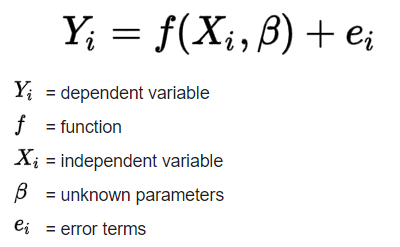 Yᵢ = f(Xᵢ, β) + eᵢ
Yᵢ = dependent variable
f = function
Xᵢ = independent variable
β = unknown parameters
eᵢ = error terms